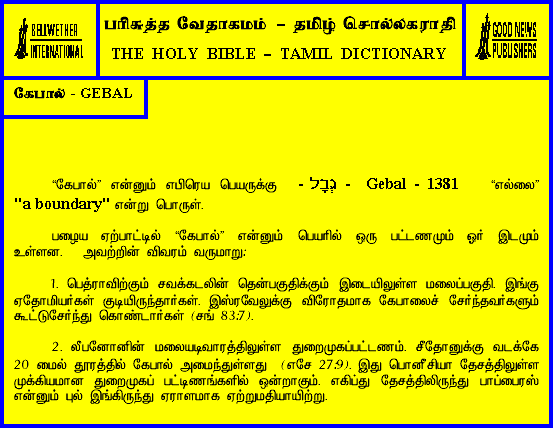 BELLWETHER
INTERNATIONAL
பரிசுத்த வேதாகமம் – தமிழ் சொல்லகராதி
THE HOLY BIBLE – TAMIL DICTIONARY
GOOD NEWS
PUBLISHERS
கேபால் - GEBAL
“கேபால்” என்னும் எபிரெய பெயருக்கு - גְּבָל - Gebal - 1381 “எல்லை”
"a boundary" என்று பொருள்.
பழைய ஏற்பாட்டில் “கேபால்” என்னும் பெயரில் ஒரு பட்டணமும் ஓர் இடமும்
உள்ளன. அவற்றின் விவரம் வருமாறு:
1. பெத்ராவிற்கும் சவக்கடலின் தென்பகுதிக்கும் இடையிலுள்ள மலைப்பகுதி. இங்கு
ஏதோமியர்கள் குடியிருந்தார்கள். இஸ்ரவேலுக்கு விரோதமாக கேபாலைச் சேர்ந்தவர்களும்
கூட்டுசேர்ந்து கொண்டார்கள் (சங் 83:7).
2. லீபனோனின் மலையடிவாரத்திலுள்ள துறைமுகப்பட்டணம். சீதோனுக்கு வடக்கே
20 மைல் தூரத்தில் கேபால் அமைந்துள்ளது (எசே 27:9). இது பொனீசியா தேசத்திலுள்ள
முக்கியமான துறைமுகப் பட்டிணங்களில் ஒன்றாகும். எகிப்து தேசத்திலிருந்து பாப்பைரஸ்
என்னும் புல் இங்கிருந்து ஏராளமாக ஏற்றுமதியாயிற்று.